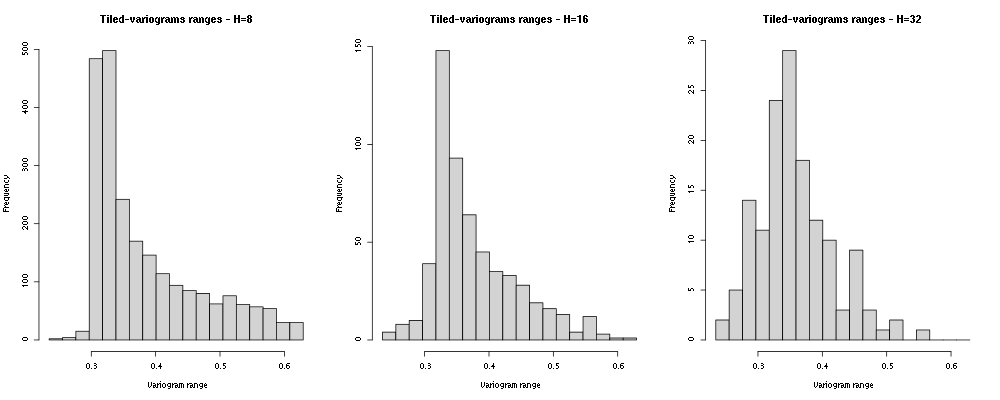 Tiled-variograms ranges - H=8
Frequency
500
400
300
200
100
0
0.3 0.4 0.5 0.6
Variogram range
Tiled-variograms ranges - H=16
Frequency
150
100
50
0
0.3 0.4 0.5 0.6
Variogram range
Tiled-variograms ranges - H=32
Frequency
30
25
20
15
10
5
0
0.3 0.4 0.5 0.6
Variogram range